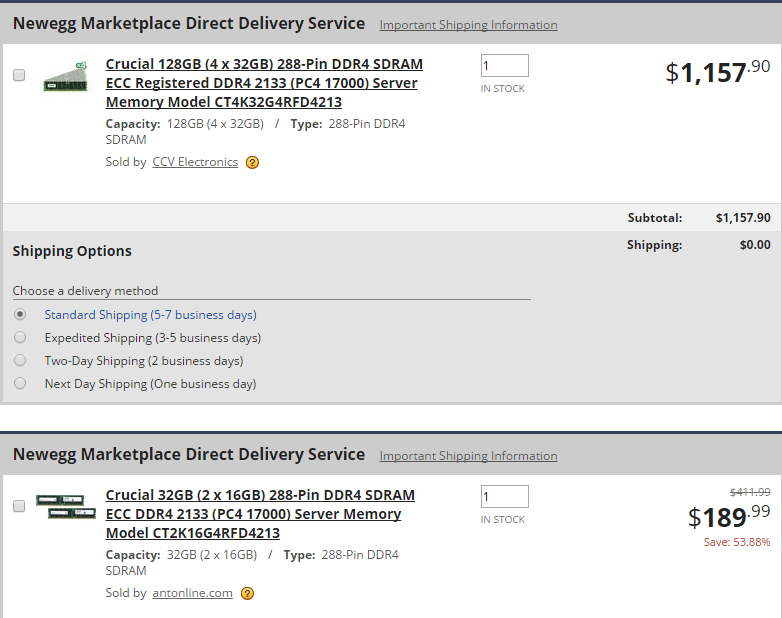 Newegg Marketplace Direct Delivery Service Important Shipping Information
Crucial 128GB (4 x 32GB) 288-Pin DDR4 SDRAM
ECC Registered DDR4 2133 (PC4 17000) Server
Memory Model CT4K32G4RFD4213
Capacity: 128GB (4 x 32GB) / Type: 288-Pin DDR4
SDRAM
Sold by CCV Electronics ?
1
IN STOCK
$1,157.90
Subtotal: $1,157.90
Shipping: $0.00
Shipping Options
Choose a delivery method
Standard Shipping (5-7 business days)
Expedited Shipping (3-5 business days)
Two-Day Shipping (2 business days)
Next Day Shipping (One business day)
Newegg Marketplace Direct Delivery Service Important Shipping Information
Crucial 32GB (2 x 16GB) 288-Pin DDR4 SDRAM
ECC DDR4 2133 (PC4 17000) Server Memory
Model CT2K16G4RFD4213
Capacity: 32GB (2 x 16GB) / Type: 288-Pin DDR4
SDRAM
Sold by antonline.com ?
1
IN STOCK
$411.99
$189.99
Save: 53.88%